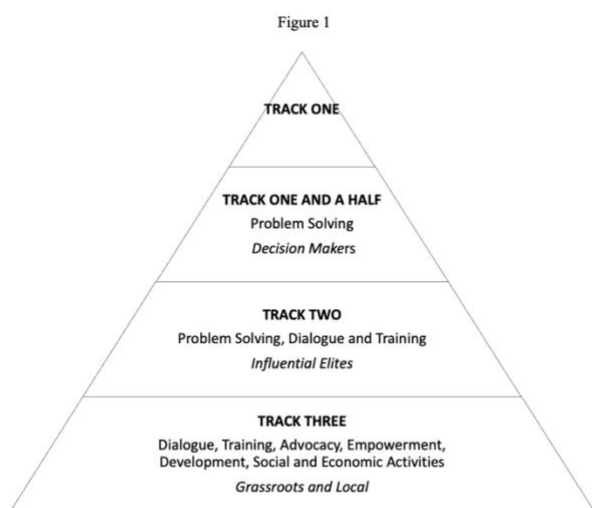 Figure 1
TRACK ONE
TRACK ONE AND A HALF
Problem Solving
Decision Makers
TRACK TWO
Problem Solving, Dialogue and Training
Influential Elites
TRACK THREE
Dialogue, Training, Advocacy, Empowerment,
Development, Social and Economic Activities
Grassroots and Local